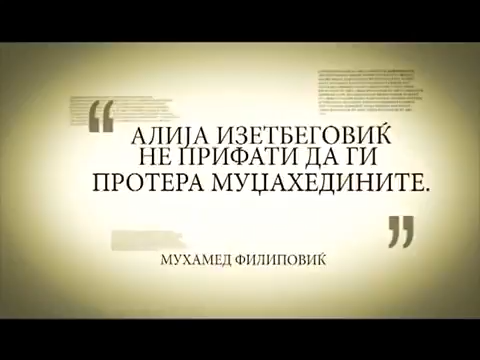 “
АЛИЈА ИЗЕТБЕГОВИЌ
НЕ ПРИФАТИ ДА ГИ
ПРОТЕРА МУЏАХЕДИНИТЕ.
”
МУХАМЕД ФИЛИПОВИЌ